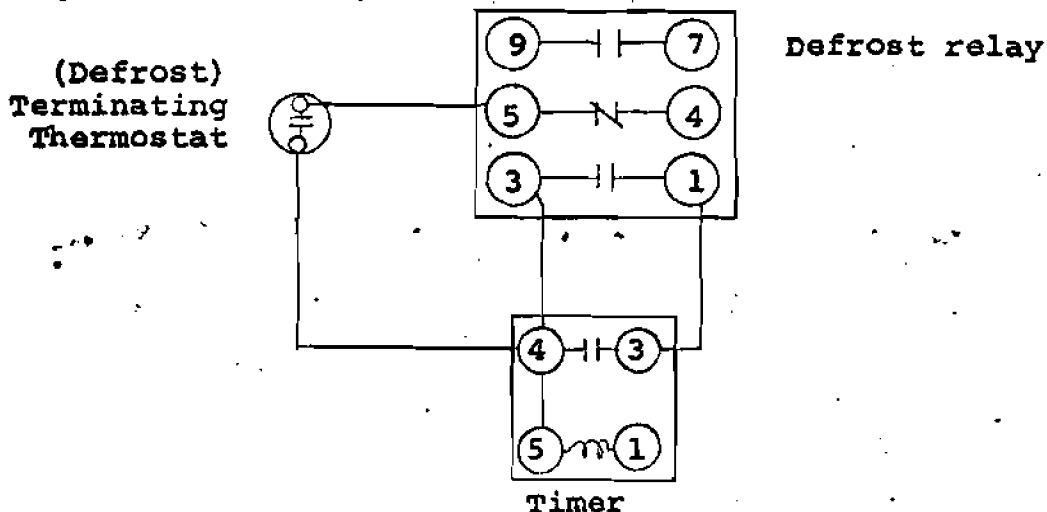 (Defrost)
Terminating
Thermostat
Defrost relay
9 7
5 4
3 1
4 3
5 1
Timer